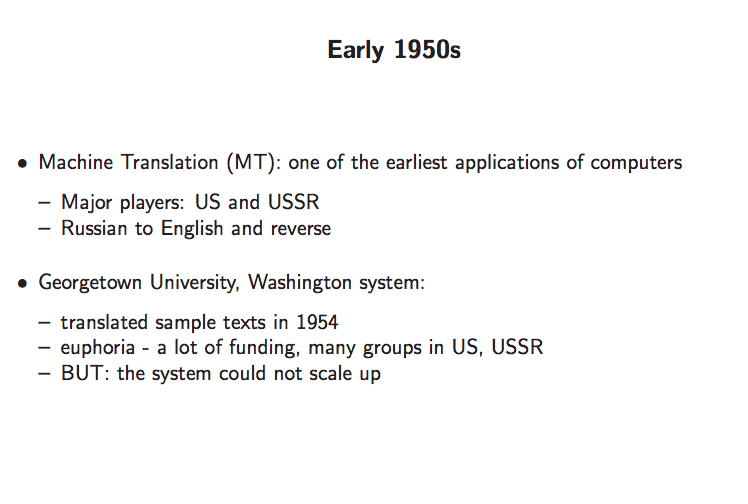 Early 1950s
• Machine Translation (MT): one of the earliest applications of computers
– Major players: US and USSR
– Russian to English and reverse
• Georgetown University, Washington system:
– translated sample texts in 1954
– euphoria - a lot of funding, many groups in US, USSR
– BUT: the system could not scale up